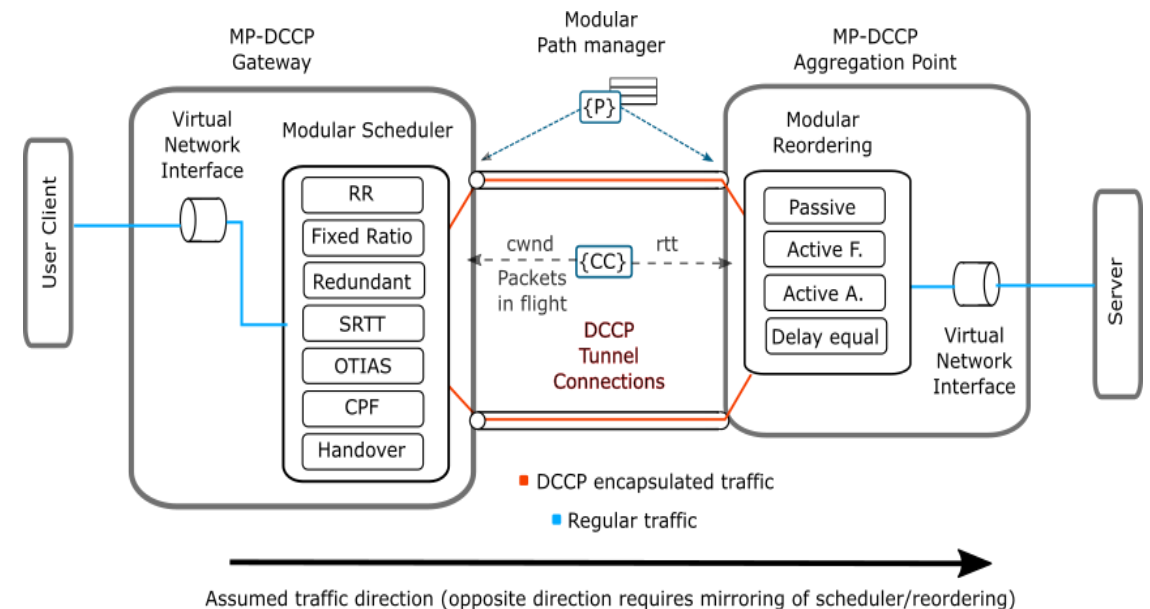 MP-DCCP
Gateway
Modular
Path manager
MP-DCCP
Aggregation Point
{P}
User Client
Virtual
Network
Interface
Modular Scheduler
RR
Fixed Ratio
Redundant
SRTT
OTIAS
CPF
Handover
cwnd
{CC}
rtt
Packets
in flight
DCCP
Tunnel
Connections
Modular
Reordering
Passive
Active F.
Active A.
Delay equal
Virtual
Network
Interface
Server
DCCP encapsulated traffic
Regular traffic
Assumed traffic direction (opposite direction requires mirroring of scheduler/reordering)